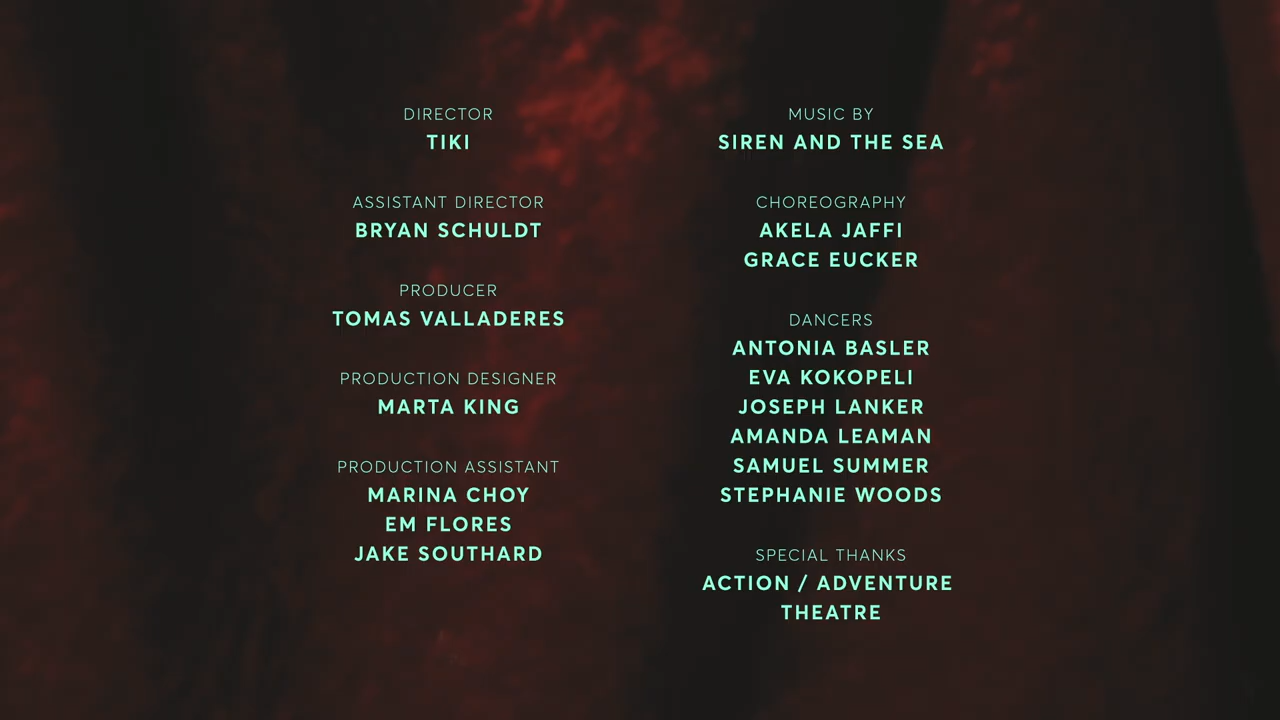 DIRECTOR
TIKI
ASSISTANT DIRECTOR
BRYAN SCHULDT
PRODUCER
TOMAS VALLADERES
PRODUCTION DESIGNER
MARTA KING
PRODUCTION ASSISTANT
MARINA CHOY
EM FLORES
JAKE SOUTHARD
MUSIC BY
SIREN AND THE SEA
CHOREOGRAPHY
AKELA JAFFI
GRACE EUCKER
DANCERS
ANTONIA BASLER
EVA KOKOPELI
JOSEPH LANKER
AMANDA LEAMAN
SAMUEL SUMMER
STEPHANIE WOODS
SPECIAL THANKS
ACTION / ADVENTURE
THEATRE